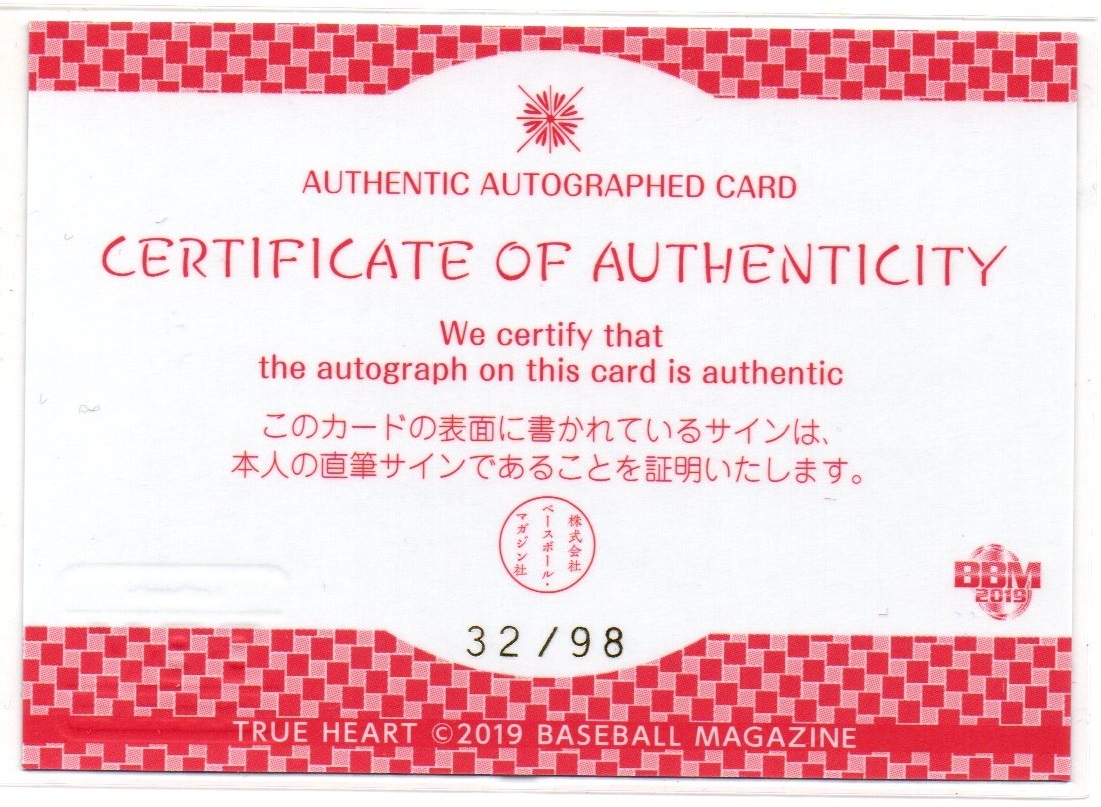 AUTHENTIC AUTOGRAPHED CARD
CERTIFICATE OF AUTHENTICITY
We certify that
the autograph on this card is authentic
このカードの表面に書かれているサインは、
本人の直筆サインであることを証明いたします。
株式会社
ベースボール・
マガジン社
BBM
2019
32/98
TRUE HEART ©2019 BASEBALL MAGAZINE